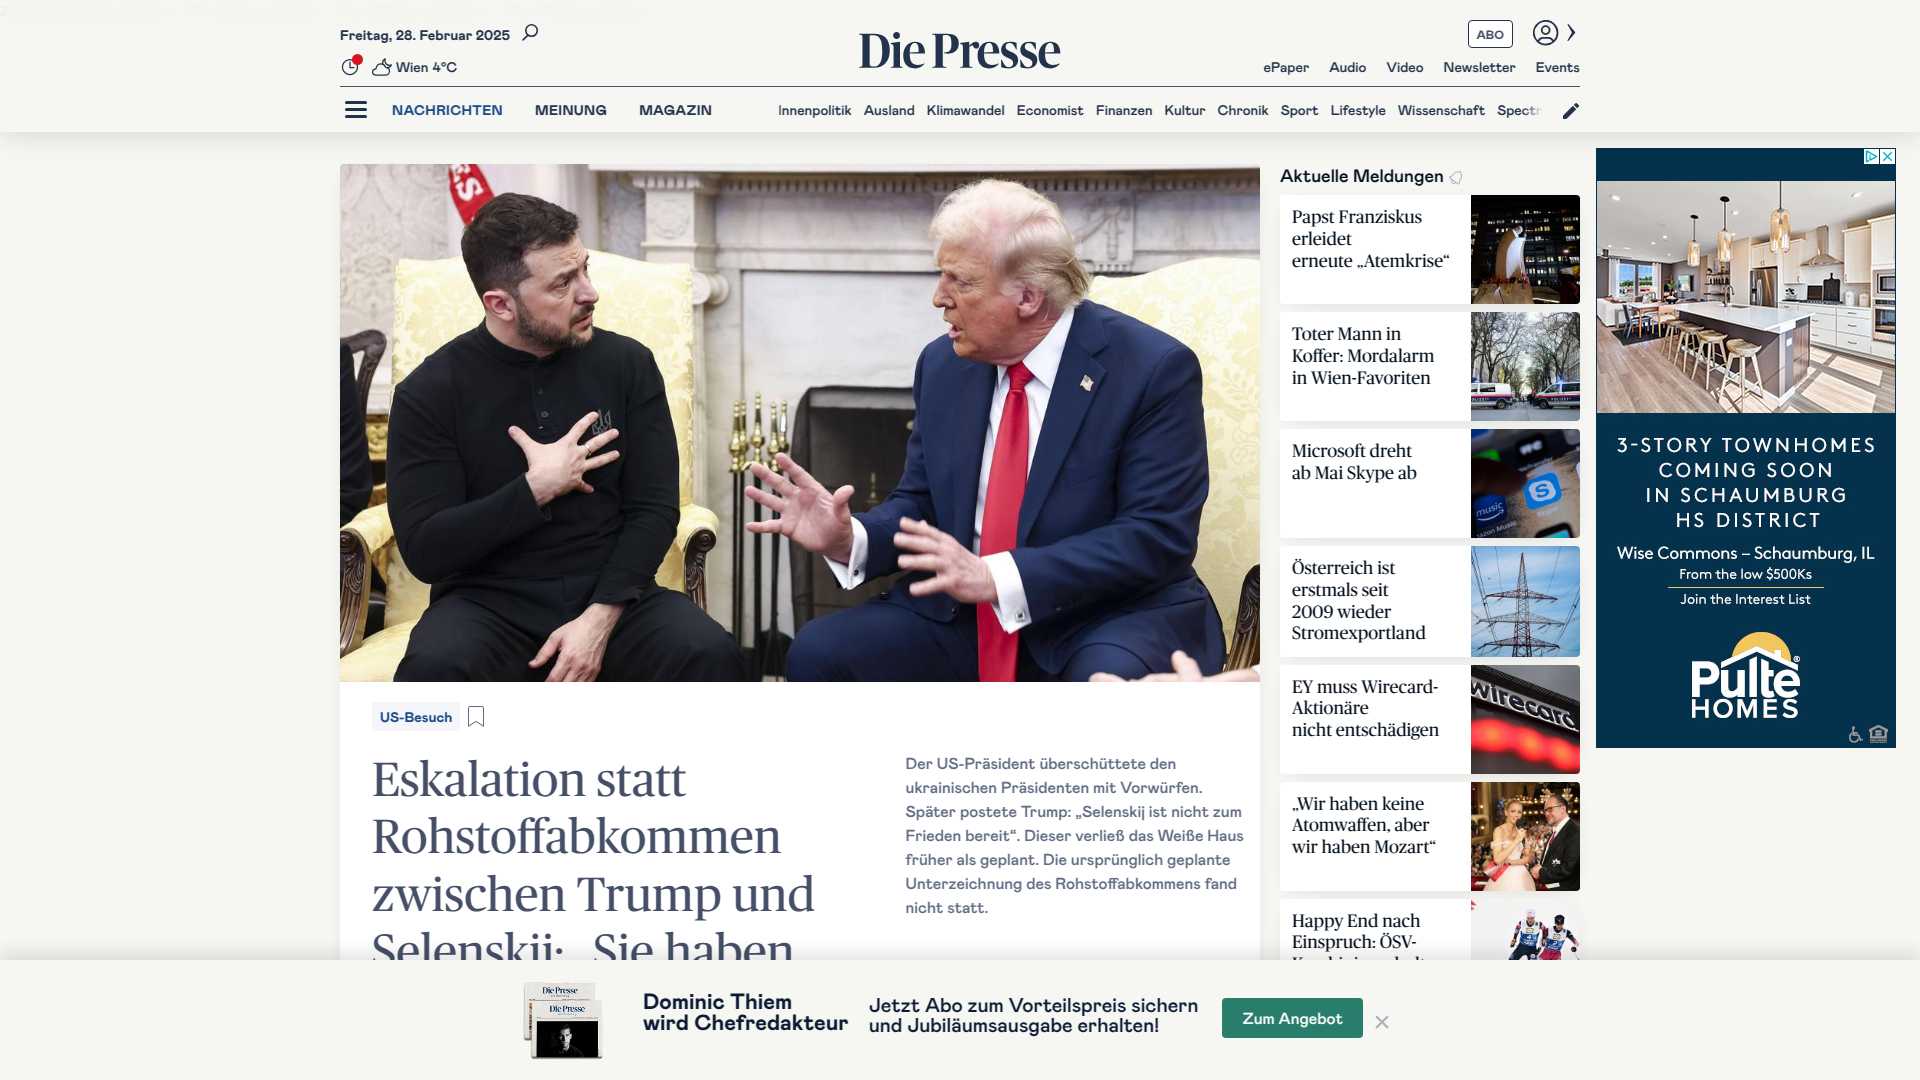 Freitag, 28. Februar 2025
Wien 4°C
Die Presse
ABO
ePaper Audio Video Newsletter Events
NACHRICHTEN MEINUNG MAGAZIN
Innenpolitik Ausland Klimawandel Economist Finanzen Kultur Chronik Sport Lifestyle Wissenschaft Spectr
US-Besuch
Eskalation statt
Rohstoffabkommen
zwischen Trump und
Selenskij: „Sie haben
Der US-Präsident überschüttete den
ukrainischen Präsidenten mit Vorwürfen.
Später postete Trump: „Selenskij ist nicht zum
Frieden bereit“. Dieser verließ das Weiße Haus
früher als geplant. Die ursprünglich geplante
Unterzeichnung des Rohstoffabkommens fand
nicht statt.
Aktuelle Meldungen
Papst Franziskus
erleidet
erneute „Atemkrise“
Toter Mann in
Koffer: Mordalarm
in Wien-Favoriten
Microsoft dreht
ab Mai Skype ab
music
Österreich ist
erstmals seit
2009 wieder
Stromexportland
EY muss Wirecard-
Aktionäre
nicht entschädigen
wirecard
„Wir haben keine
Atomwaffen, aber
wir haben Mozart“
Happy End nach
Einspruch: ÖSV-
3-STORY TOWNHOMES
COMING SOON
IN SCHAUMBURG
HS DISTRICT
Wise Commons – Schaumburg, IL
From the low $500Ks
Join the Interest List
Pulte®
HOMES
Die Presse
Die Presse
Dominic Thiem
wird Chefredakteur
Jetzt Abo zum Vorteilspreis sichern
und Jubiläumsausgabe erhalten!
Zum Angebot